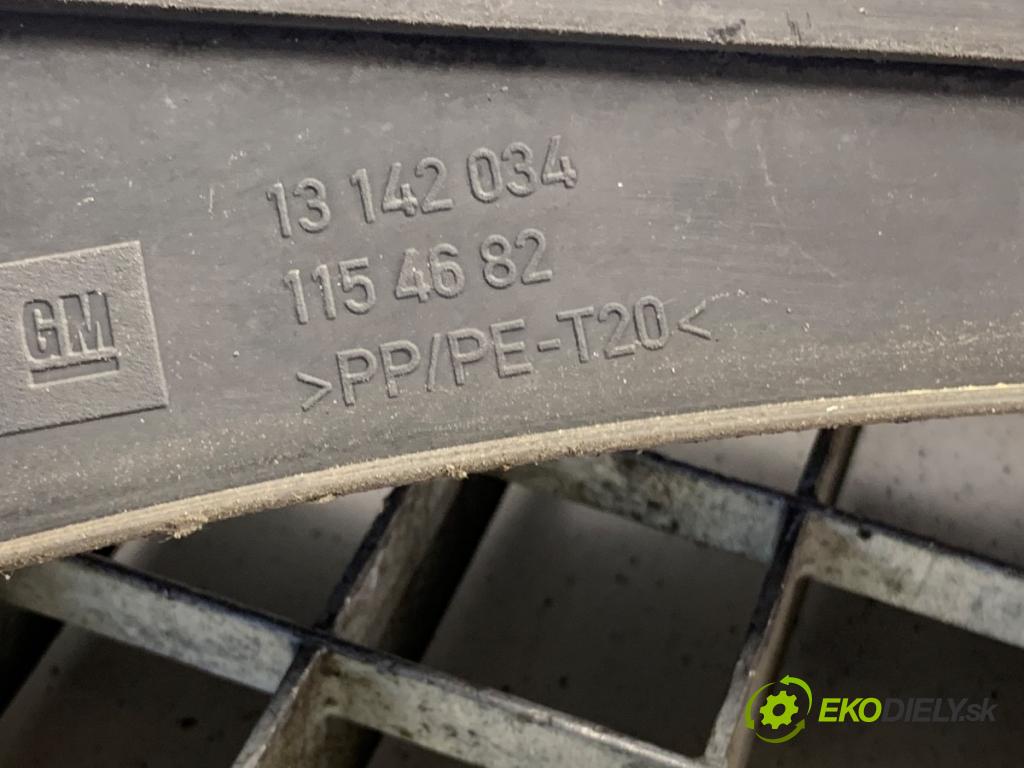 13 142 034
115 46 82
>PP/PE-T20<
GM
EKODIELY.sk